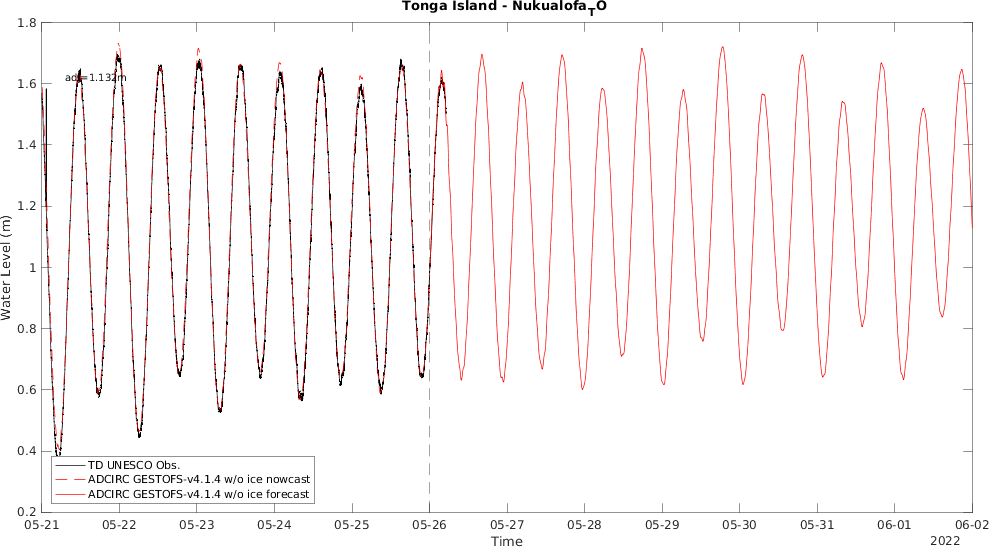 Tonga Island - NukualofaTO
1.8
1.6
1.4
1.2
1
0.8
0.6
0.4
0.2
Water Level (m)
adj=1.132m
TD UNESCO Obs.
ADCIRC GESTOFS-v4.1.4 w/o ice nowcast
ADCIRC GESTOFS-v4.1.4 w/o ice forecast
05-21 05-22 05-23 05-24 05-25 05-26 05-27 05-28 05-29 05-30 05-31 06-01 06-02
Time
2022